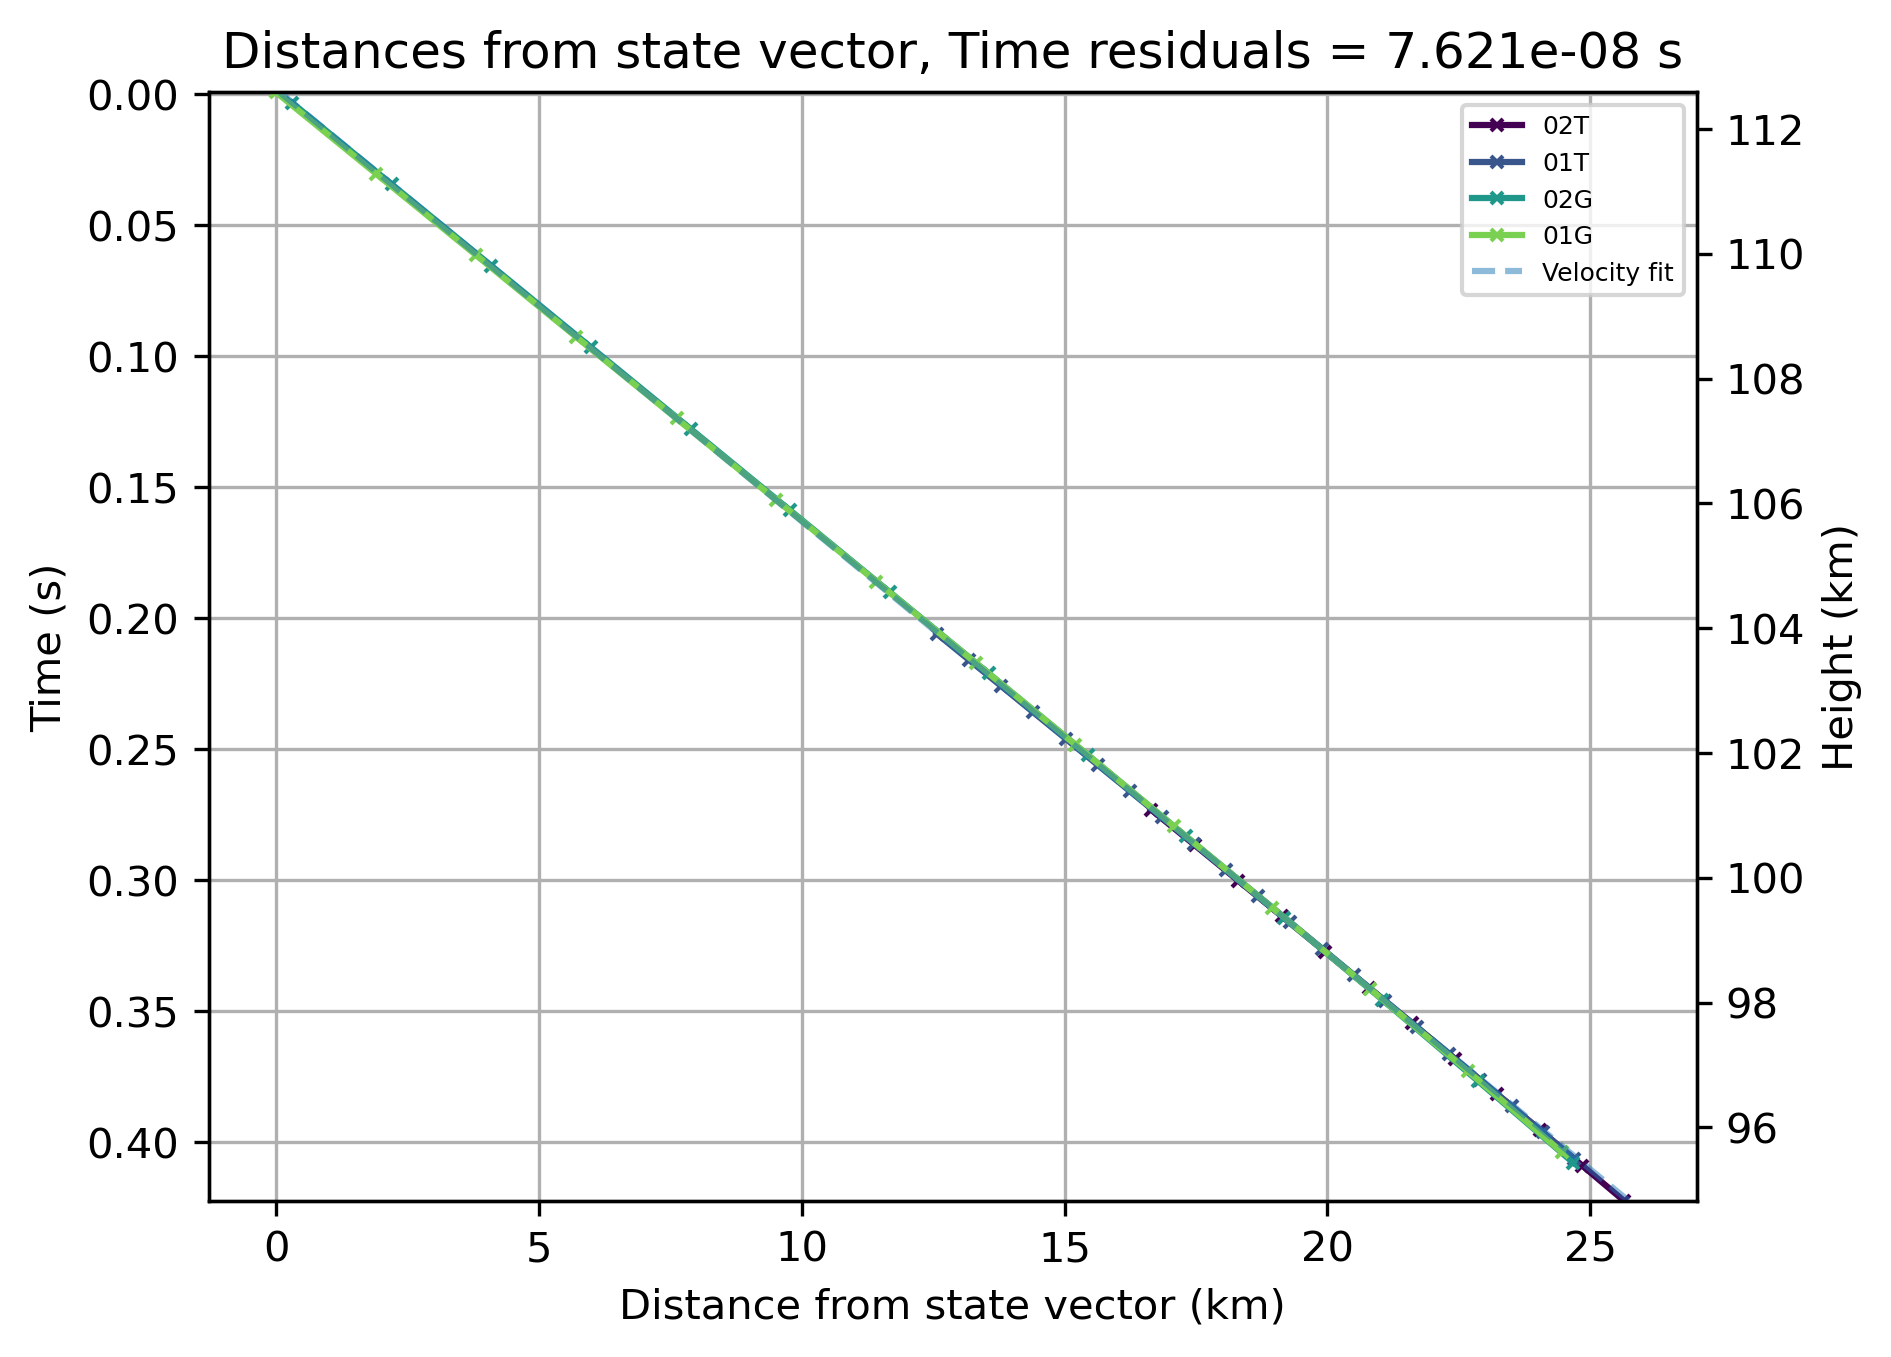 Distances from state vector, Time residuals = 7.621e-08 s
0.00
0.05
0.10
0.15
0.20
0.25
0.30
0.35
0.40
Time (s)
02T
01T
02G
01G
Velocity fit
112
110
108
106
104
102
100
98
96
Height (km)
0 5 10 15 20 25
Distance from state vector (km)